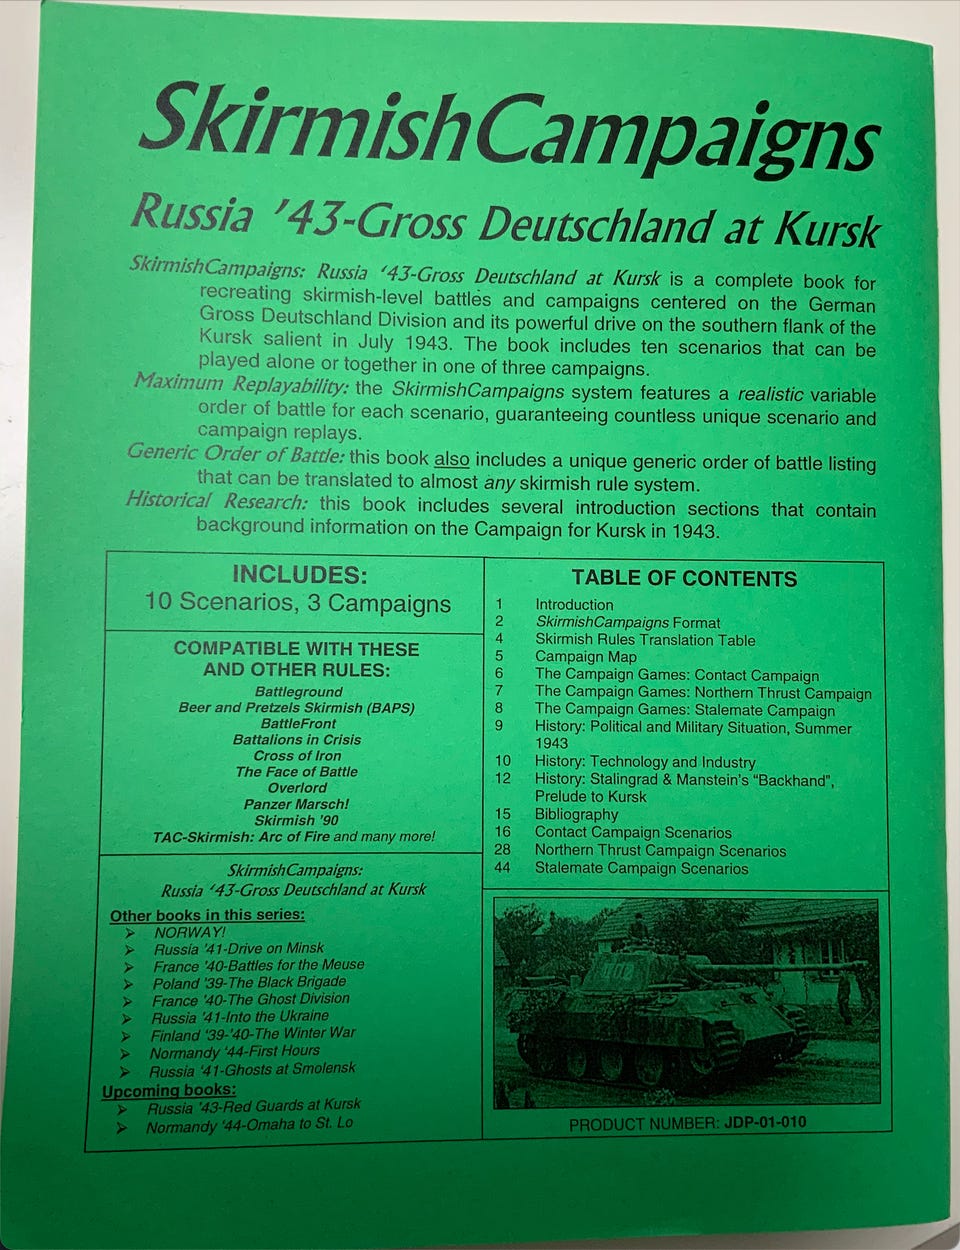 SkirmishCampaigns
Russia '43-Gross Deutschland at Kursk
SkirmishCampaigns: Russia '43-Gross Deutschland at Kursk is a complete book for
recreating skirmish-level battles and campaigns centered on the German
Gross Deutschland Division and its powerful drive on the southern flank of the
Kursk salient in July 1943. The book includes ten scenarios that can be
played alone or together in one of three campaigns.
Maximum Replayability: the SkirmishCampaigns system features a realistic variable
order of battle for each scenario, guaranteeing countless unique scenario and
campaign replays.
Generic Order of Battle: this book also includes a unique generic order of battle listing
that can be translated to almost any skirmish rule system.
Historical Research: this book includes several introduction sections that contain
background information on the Campaign for Kursk in 1943.
INCLUDES:
10 Scenarios, 3 Campaigns
COMPATIBLE WITH THESE
AND OTHER RULES:
Battleground
Beer and Pretzels Skirmish (BAPS)
BattleFront
Battalions in Crisis
Cross of Iron
The Face of Battle
Overlord
Panzer Marsch!
Skirmish '90
TAC-Skirmish: Arc of Fire and many more!
SkirmishCampaigns:
Russia '43-Gross Deutschland at Kursk
Other books in this series:
➢ NORWAY!
➢ Russia '41-Drive on Minsk
➢ France '40-Battles for the Meuse
➢ Poland '39-The Black Brigade
➢ France '40-The Ghost Division
➢ Russia '41-Into the Ukraine
➢ Finland '39-'40-The Winter War
➢ Normandy '44-First Hours
➢ Russia '41-Ghosts at Smolensk
Upcoming books:
➢ Russia '43-Red Guards at Kursk
➢ Normandy '44-Omaha to St. Lo
TABLE OF CONTENTS
1 Introduction
2 SkirmishCampaigns Format
4 Skirmish Rules Translation Table
5 Campaign Map
6 The Campaign Games: Contact Campaign
7 The Campaign Games: Northern Thrust Campaign
8 The Campaign Games: Stalemate Campaign
9 History: Political and Military Situation, Summer
1943
10 History: Technology and Industry
12 History: Stalingrad & Manstein's "Backhand",
Prelude to Kursk
15 Bibliography
16 Contact Campaign Scenarios
28 Northern Thrust Campaign Scenarios
44 Stalemate Campaign Scenarios
PRODUCT NUMBER: JDP-01-010